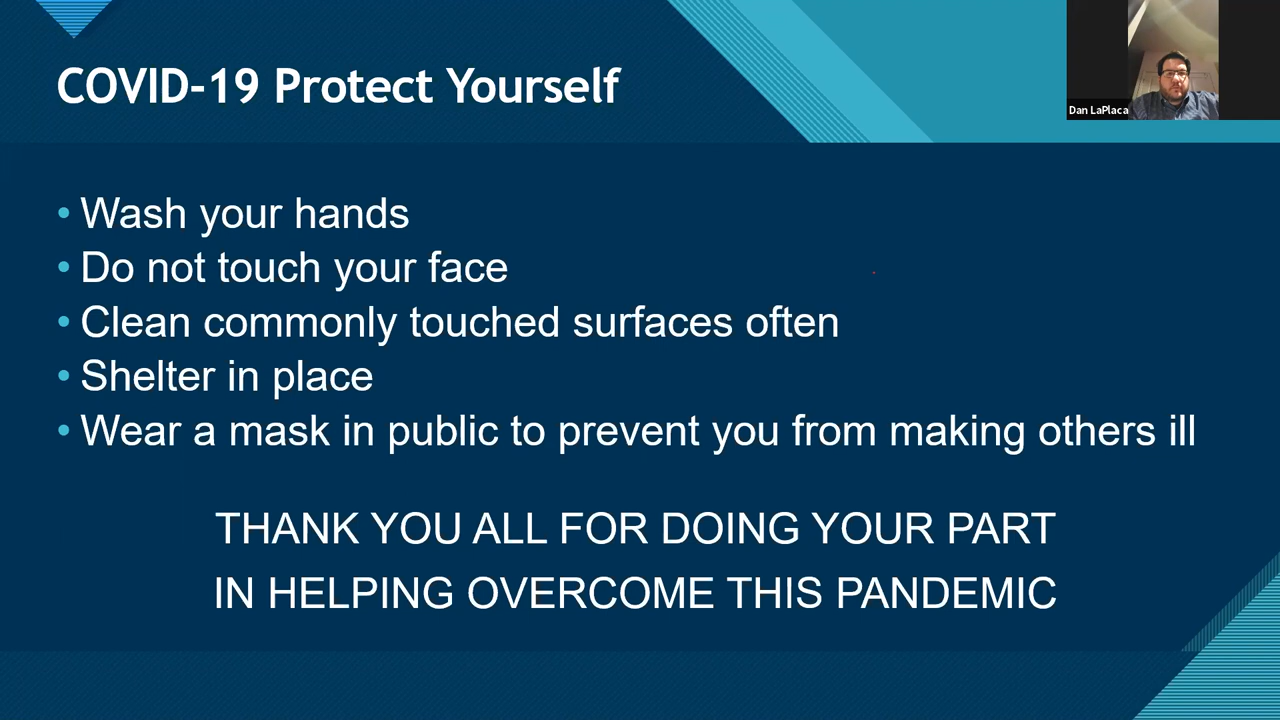 COVID-19 Protect Yourself
Dan LaPlaca
• Wash your hands
• Do not touch your face
• Clean commonly touched surfaces often
• Shelter in place
• Wear a mask in public to prevent you from making others ill
THANK YOU ALL FOR DOING YOUR PART
IN HELPING OVERCOME THIS PANDEMIC